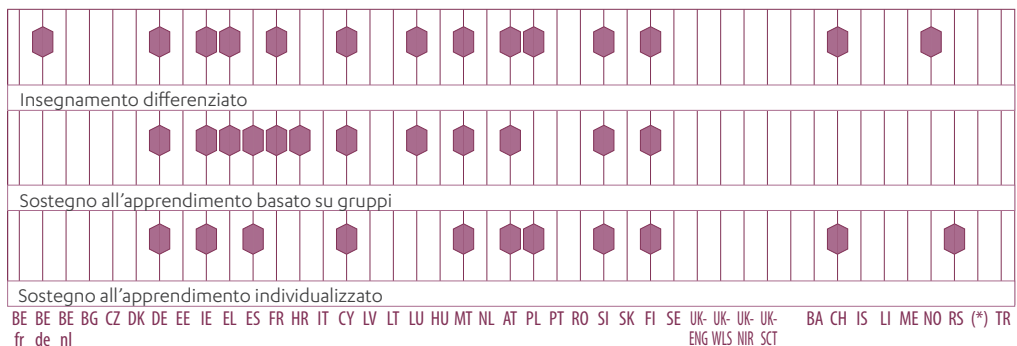 Insegnamento differenziato
Sostegno all'apprendimento basato su gruppi
Sostegno all'apprendimento individualizzato
BE BE BE BG CZ DK DE EE IE EL ES FR HR IT CY LV LT LU HU MT NL AT PL PT RO SI SK FI SE UK- UK- UK- UK- BA CH IS LI ME NO RS (*) TR
fr de nl ENG WLS NIR SCT